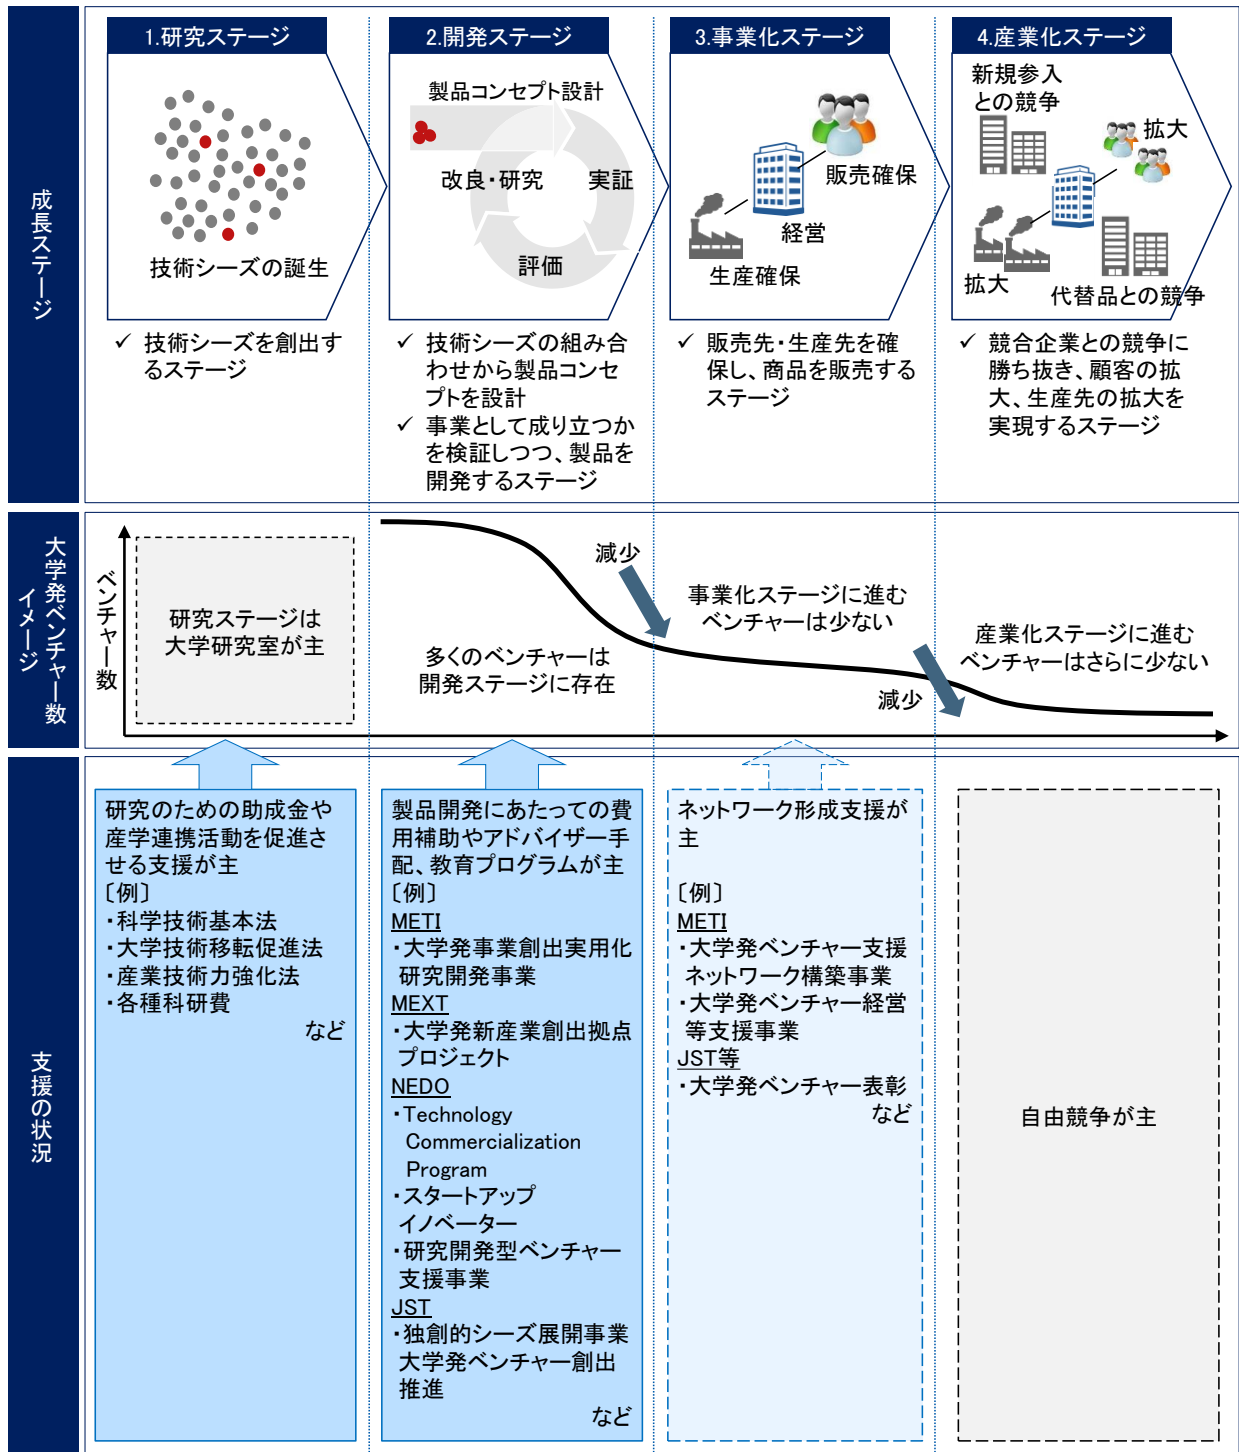 成長ステージ
1.研究ステージ
技術シーズの誕生
✓ 技術シーズを創出す
るステージ
2.開発ステージ
製品コンセプト設計
改良・研究
実証
評価
✓ 技術シーズの組み合
わせから製品コンセ
プトを設計
✓ 事業として成り立つか
を検証しつつ、製品を
開発するステージ
3.事業化ステージ
販売確保
経営
生産確保
✓ 販売先・生産先を確
保し、商品を販売する
ステージ
4.産業化ステージ
新規参入
との競争
拡大
拡大
代替品との競争
✓ 競合企業との競争に
勝ち抜き、顧客の拡
大、生産先の拡大を
実現するステージ
大学発ベンチャー数
イメージ
ベンチャー数
研究ステージは
大学研究室が主
多くのベンチャーは
開発ステージに存在
減少
事業化ステージに進む
ベンチャーは少ない
減少
産業化ステージに進む
ベンチャーはさらに少ない
支援の状況
研究のための助成金や
産学連携活動を促進さ
せる支援が主
〔例〕
・科学技術基本法
・大学技術移転促進法
・産業技術力強化法
・各種科研費
など
製品開発にあたっての費
用補助やアドバイザー手
配、教育プログラムが主
〔例〕
METI
・大学発事業創出実用化
研究開発事業
MEXT
・大学発新産業創出拠点
プロジェクト
NEDO
・Technology
Commercialization
Program
・スタートアップ
イノベーター
・研究開発型ベンチャー
支援事業
JST
・独創的シーズ展開事業
大学発ベンチャー創出
推進
など
ネットワーク形成支援が
主
〔例〕
METI
・大学発ベンチャー支援
ネットワーク構築事業
・大学発ベンチャー経営
等支援事業
JST等
・大学発ベンチャー表彰
など
自由競争が主